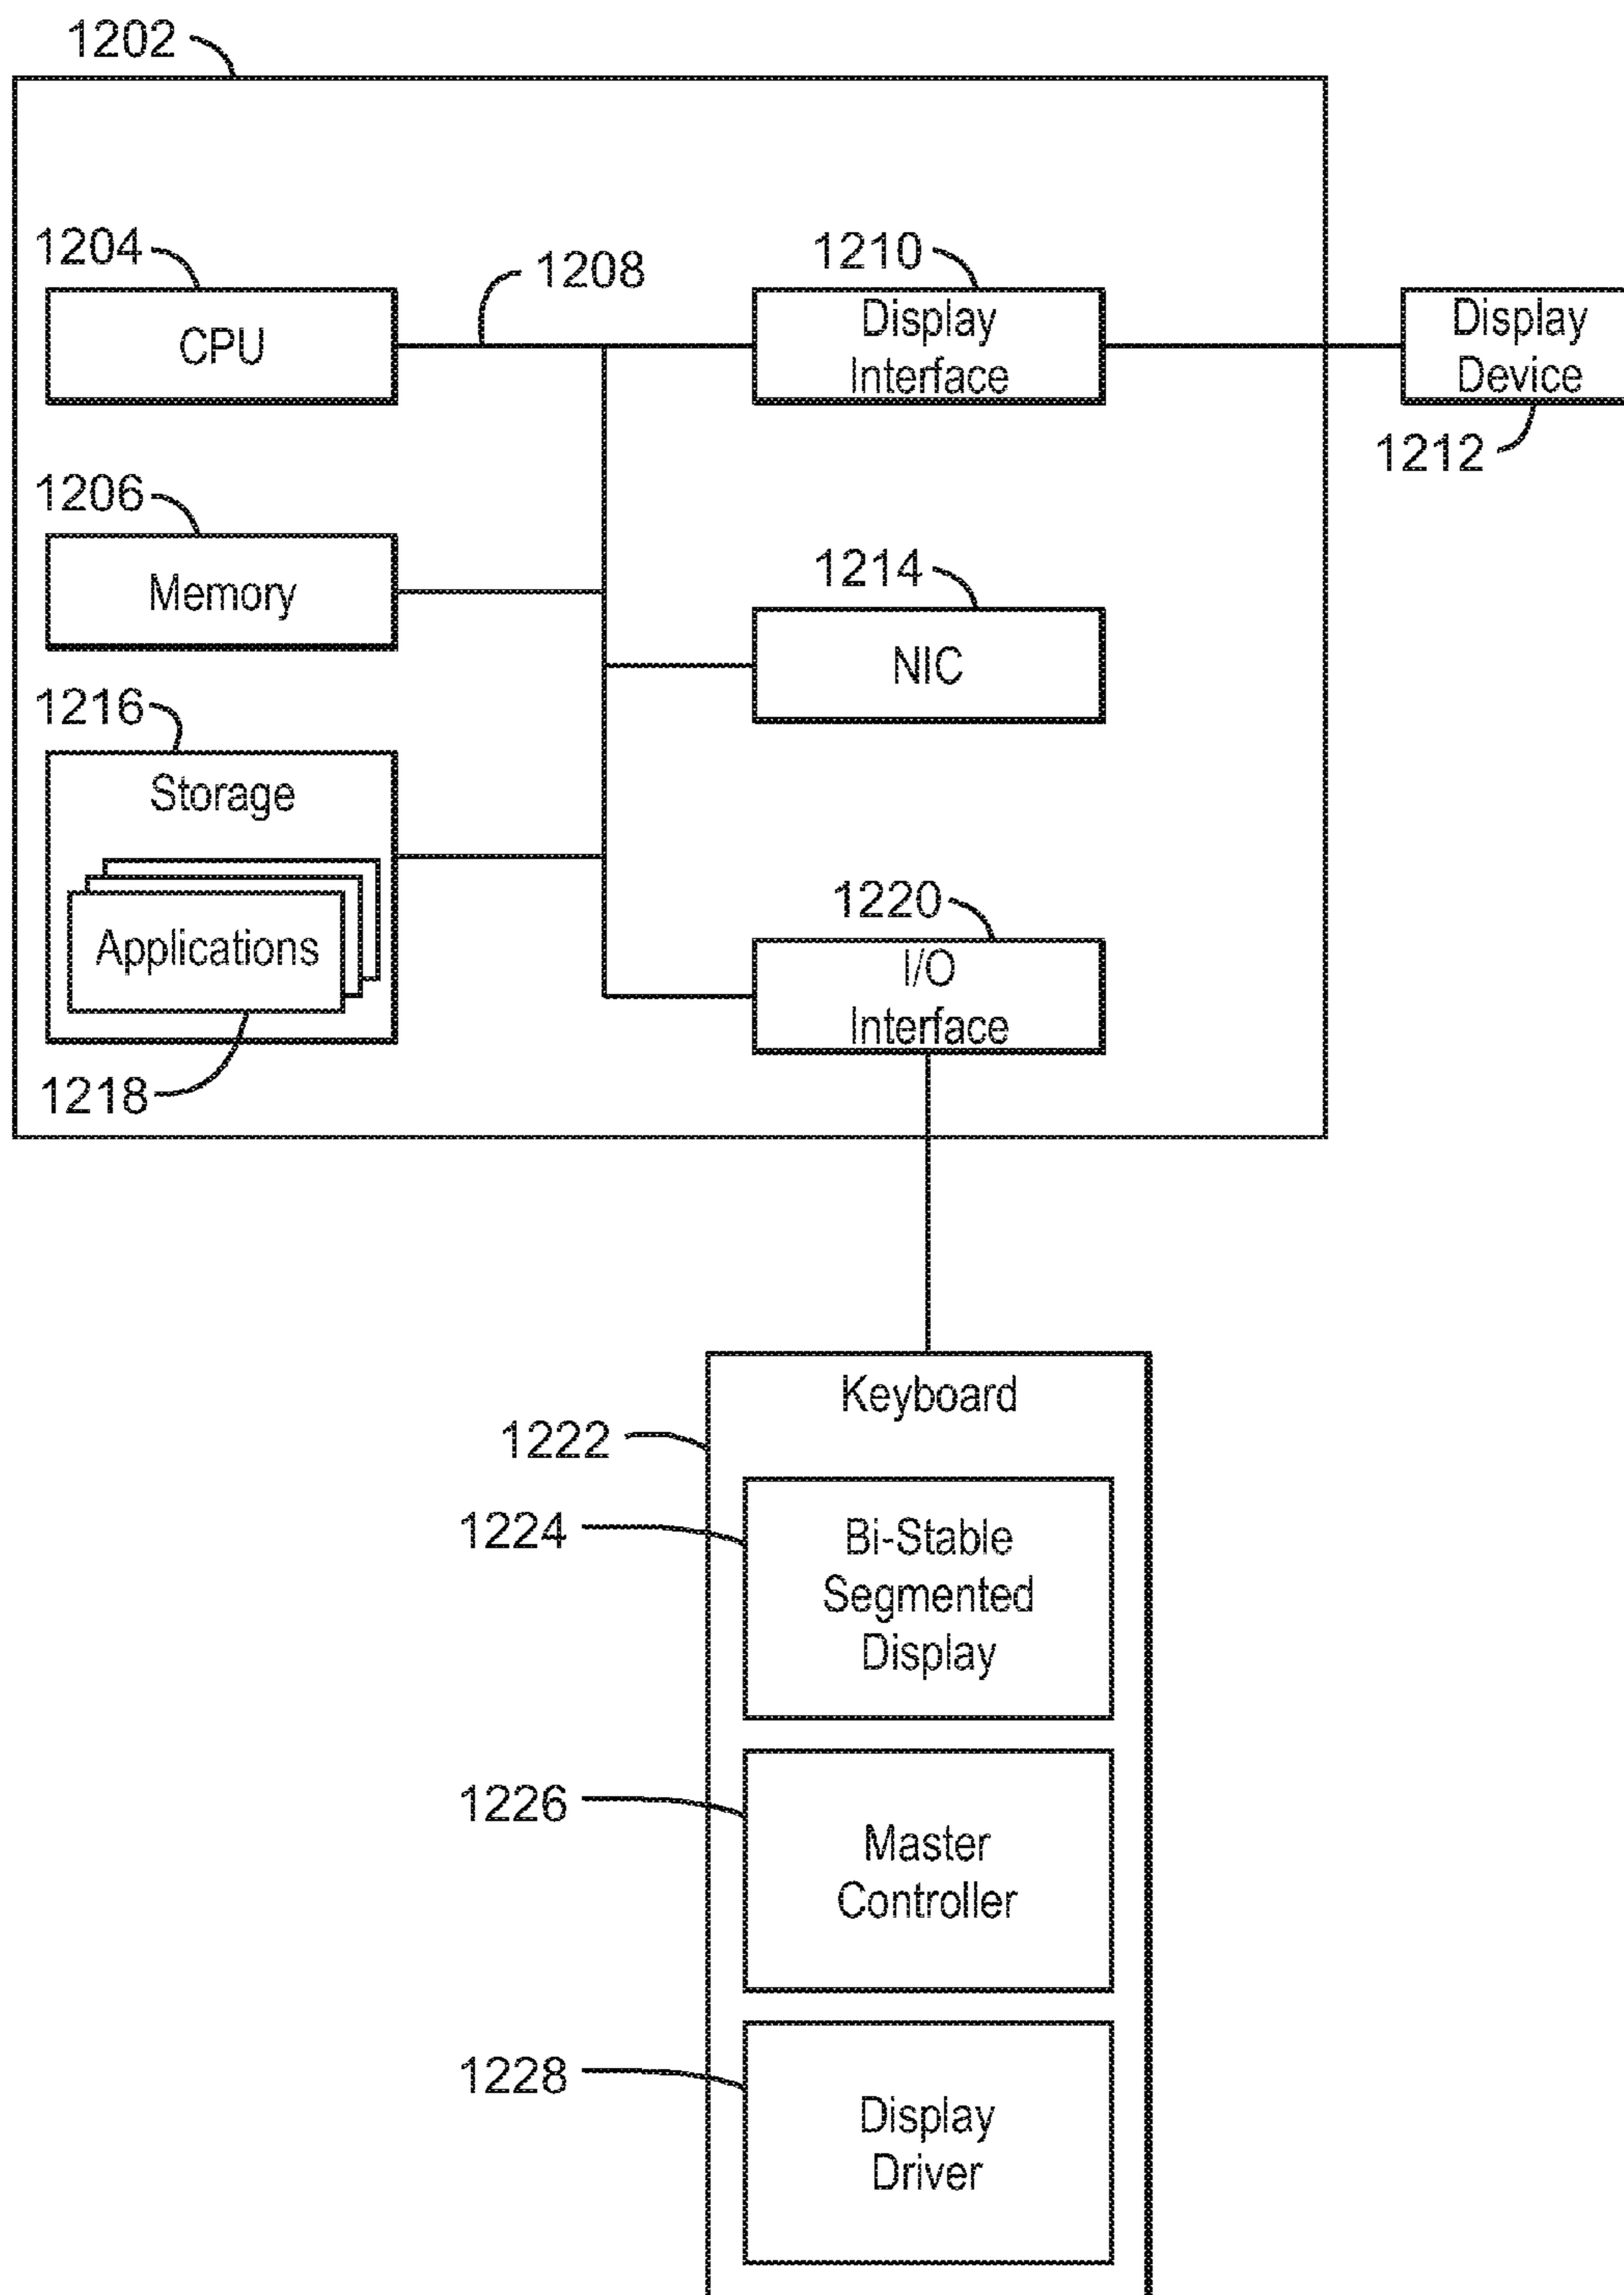 1202
1204
CPU
1208
1210
Display
Interface
Display
Device
1212
1206
Memory
1214
NIC
1216
Storage
Applications
1218
1220
I/O
Interface
Keyboard
1222
1224
Bi-Stable
Segmented
Display
1226
Master
Controller
1228
Display
Driver